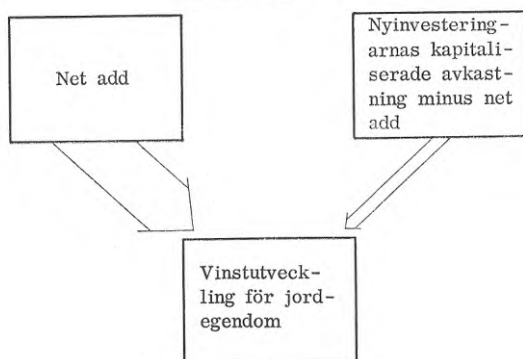 Net add
Nyinvestering-
arnas kapitali-
serade avkast-
ning minus net
add
Vinstutveck-
ling för jord-
egendom